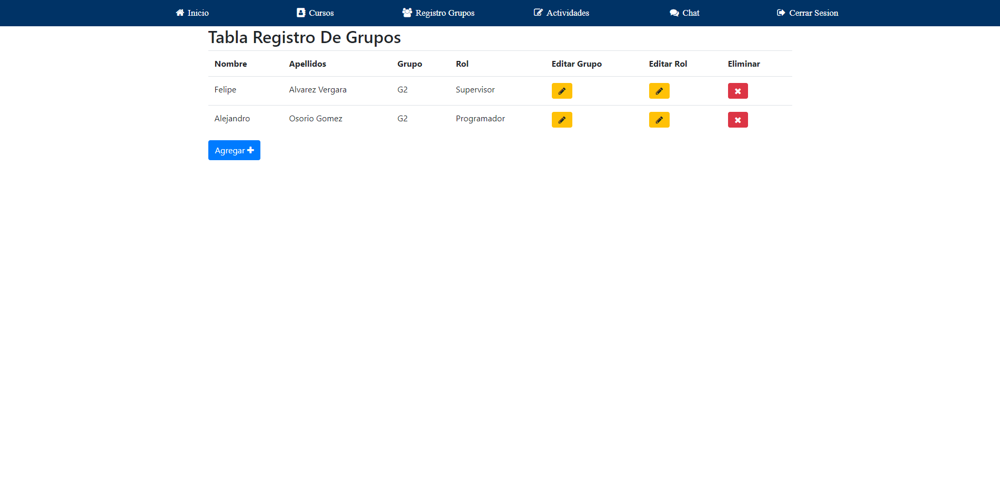 Inicio Cursos Registro Grupos Actividades Chat Cerrar Sesion
Tabla Registro De Grupos
Nombre Apellidos Grupo Rol Editar Grupo Editar Rol Eliminar
Felipe Alvarez Vergara G2 Supervisor
Alejandro Osorio Gomez G2 Programador
Agregar